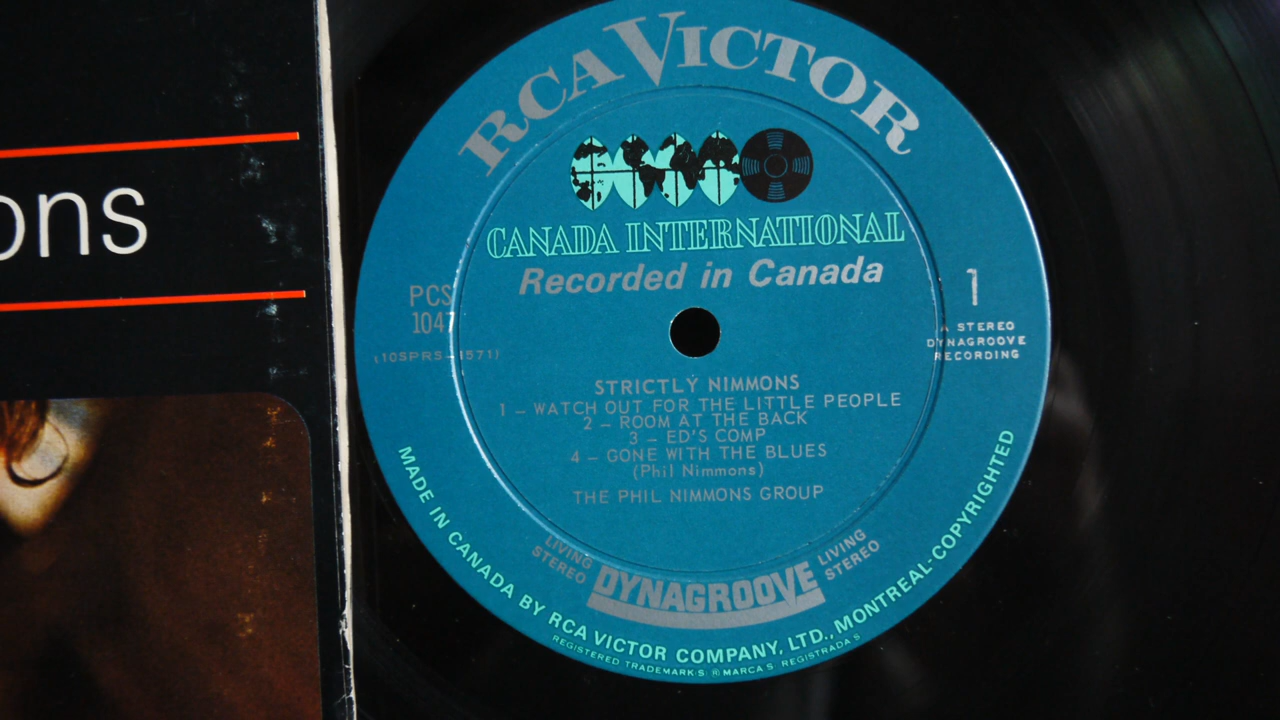 ons
RCA VICTOR
CANADA INTERNATIONAL
Recorded in Canada
PCS
1047
(10SPRS-1571)
1
A STEREO
DYNAGROOVE
RECORDING
STRICTLY NIMMONS
1 – WATCH OUT FOR THE LITTLE PEOPLE
2 – ROOM AT THE BACK
3 – ED'S COMP
4 – GONE WITH THE BLUES
(Phil Nimmons)
THE PHIL NIMMONS GROUP
LIVING
STEREO
DYNAGROOVE
LIVING
STEREO
MADE IN CANADA BY RCA VICTOR COMPANY, LTD., MONTREAL-COPYRIGHTED
REGISTERED TRADEMARK·S ® MARCA·S REGISTRADA·S